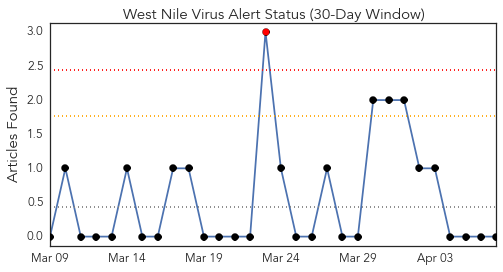 West Nile Virus Alert Status (30-Day Window)
Articles Found
3.0
2.5
2.0
1.5
1.0
0.5
0.0
Mar 09 Mar 14 Mar 19 Mar 24 Mar 29 Apr 03